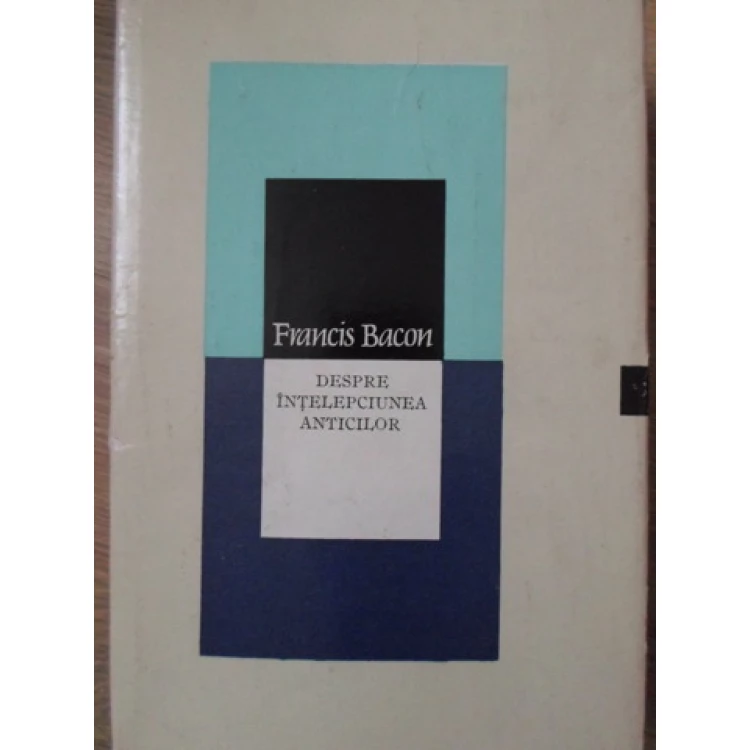 Francis Bacon
DESPRE
ÎNȚELEPCIUNEA
ANTICILOR